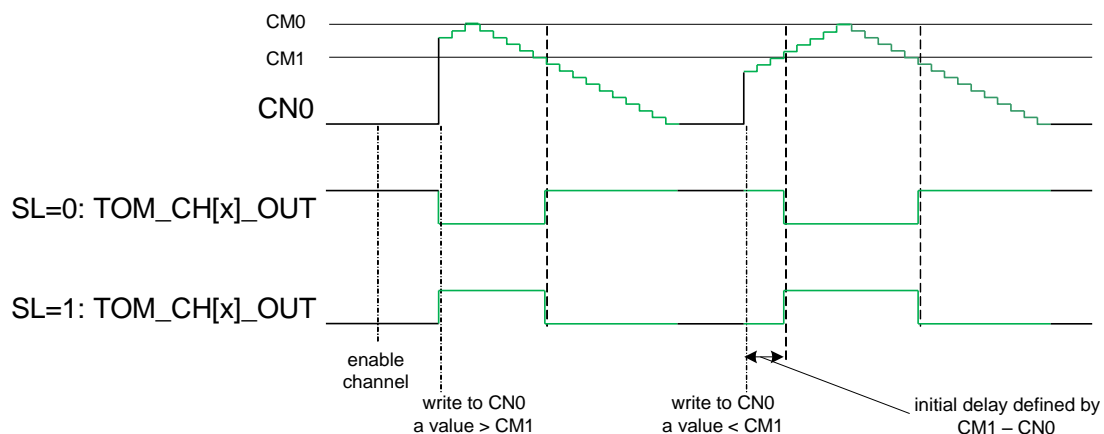 CM0
CM1
CN0
SL=0: TOM_CH[x]_OUT
SL=1: TOM_CH[x]_OUT
enable
channel
write to CN0
a value > CM1
write to CN0
a value < CM1
initial delay defined by
CM1 – CN0